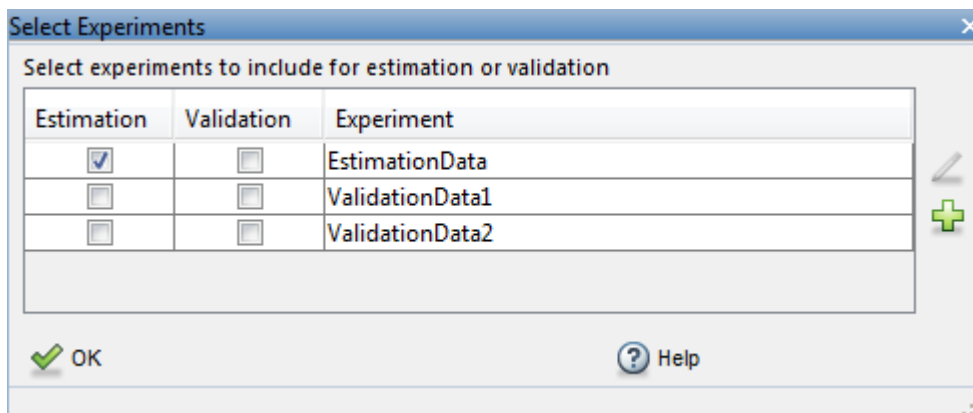 Select Experiments
Select experiments to include for estimation or validation
Estimation Validation Experiment
EstimationData
ValidationData1
ValidationData2
OK Help